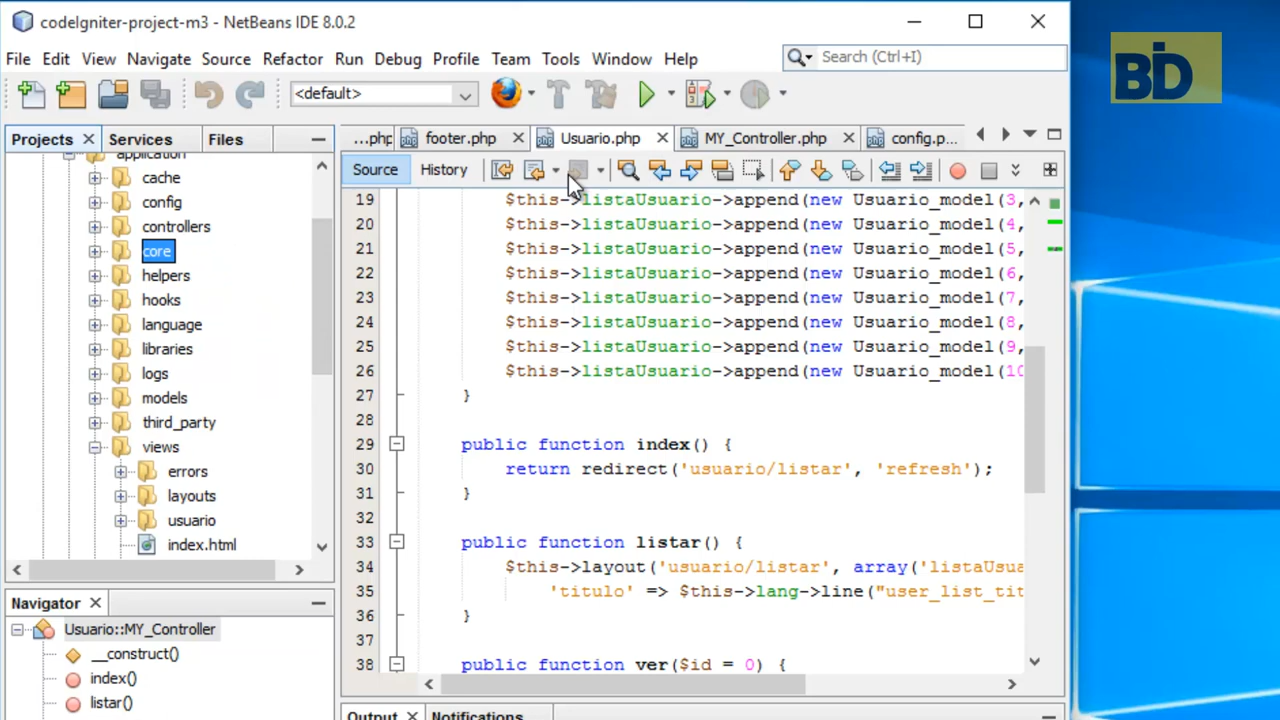 codeIgniter-project-m3 - NetBeans IDE 8.0.2
BID
File Edit View Navigate Source Refactor Run Debug Profile Team Tools Window Help
Search (Ctrl+I)
<default>
Projects Services Files
...php footer.php Usuario.php MY_Controller.php config.p...
Source History
application
cache
config
controllers
core
helpers
hooks
language
libraries
logs
models
third_party
views
errors
layouts
usuario
index.html
19 $this->listaUsuario->append(new Usuario_model(3,
20 $this->listaUsuario->append(new Usuario_model(4,
21 $this->listaUsuario->append(new Usuario_model(5,
22 $this->listaUsuario->append(new Usuario_model(6,
23 $this->listaUsuario->append(new Usuario_model(7,
24 $this->listaUsuario->append(new Usuario_model(8,
25 $this->listaUsuario->append(new Usuario_model(9,
26 $this->listaUsuario->append(new Usuario_model(10
27 }
28
29 public function index() {
30 return redirect('usuario/listar', 'refresh');
31 }
32
33 public function listar() {
34 $this->layout('usuario/listar', array('listaUsua
35 'titulo' => $this->lang->line("user_list_tit
36 }
37
38 public function ver($id = 0) {
Navigator
Usuario::MY_Controller
__construct()
index()
listar()
Output Notifications